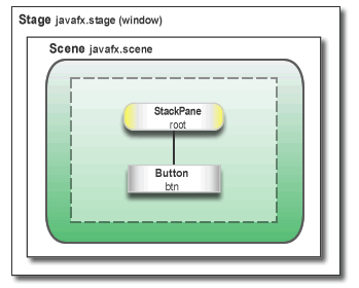 Stage javafx.stage (window)
Scene javafx.scene
StackPane
root
Button
btn